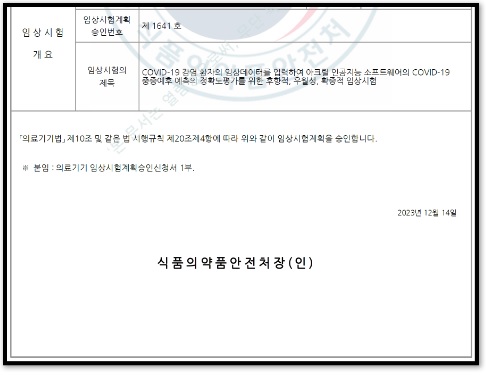 임상시험 개요
임상시험계획 승인번호
제 1641 호
임상시험의 제목
COVID-19 감염 환자의 임상데이터를 입력하여 아크릴 인공지능 소프트웨어의 COVID-19
중증예후 예측의 정확도평가를 위한 후향적, 우월성, 확증적 임상시험
「의료기기법」제10조 및 같은 법 시행규칙 제20조제4항에 따라 위와 같이 임상시험계획을 승인합니다.
※ 붙임 : 의료기기 임상시험계획승인신청서 1부.
2023년 12월 14일
식품의약품안전처장(인)